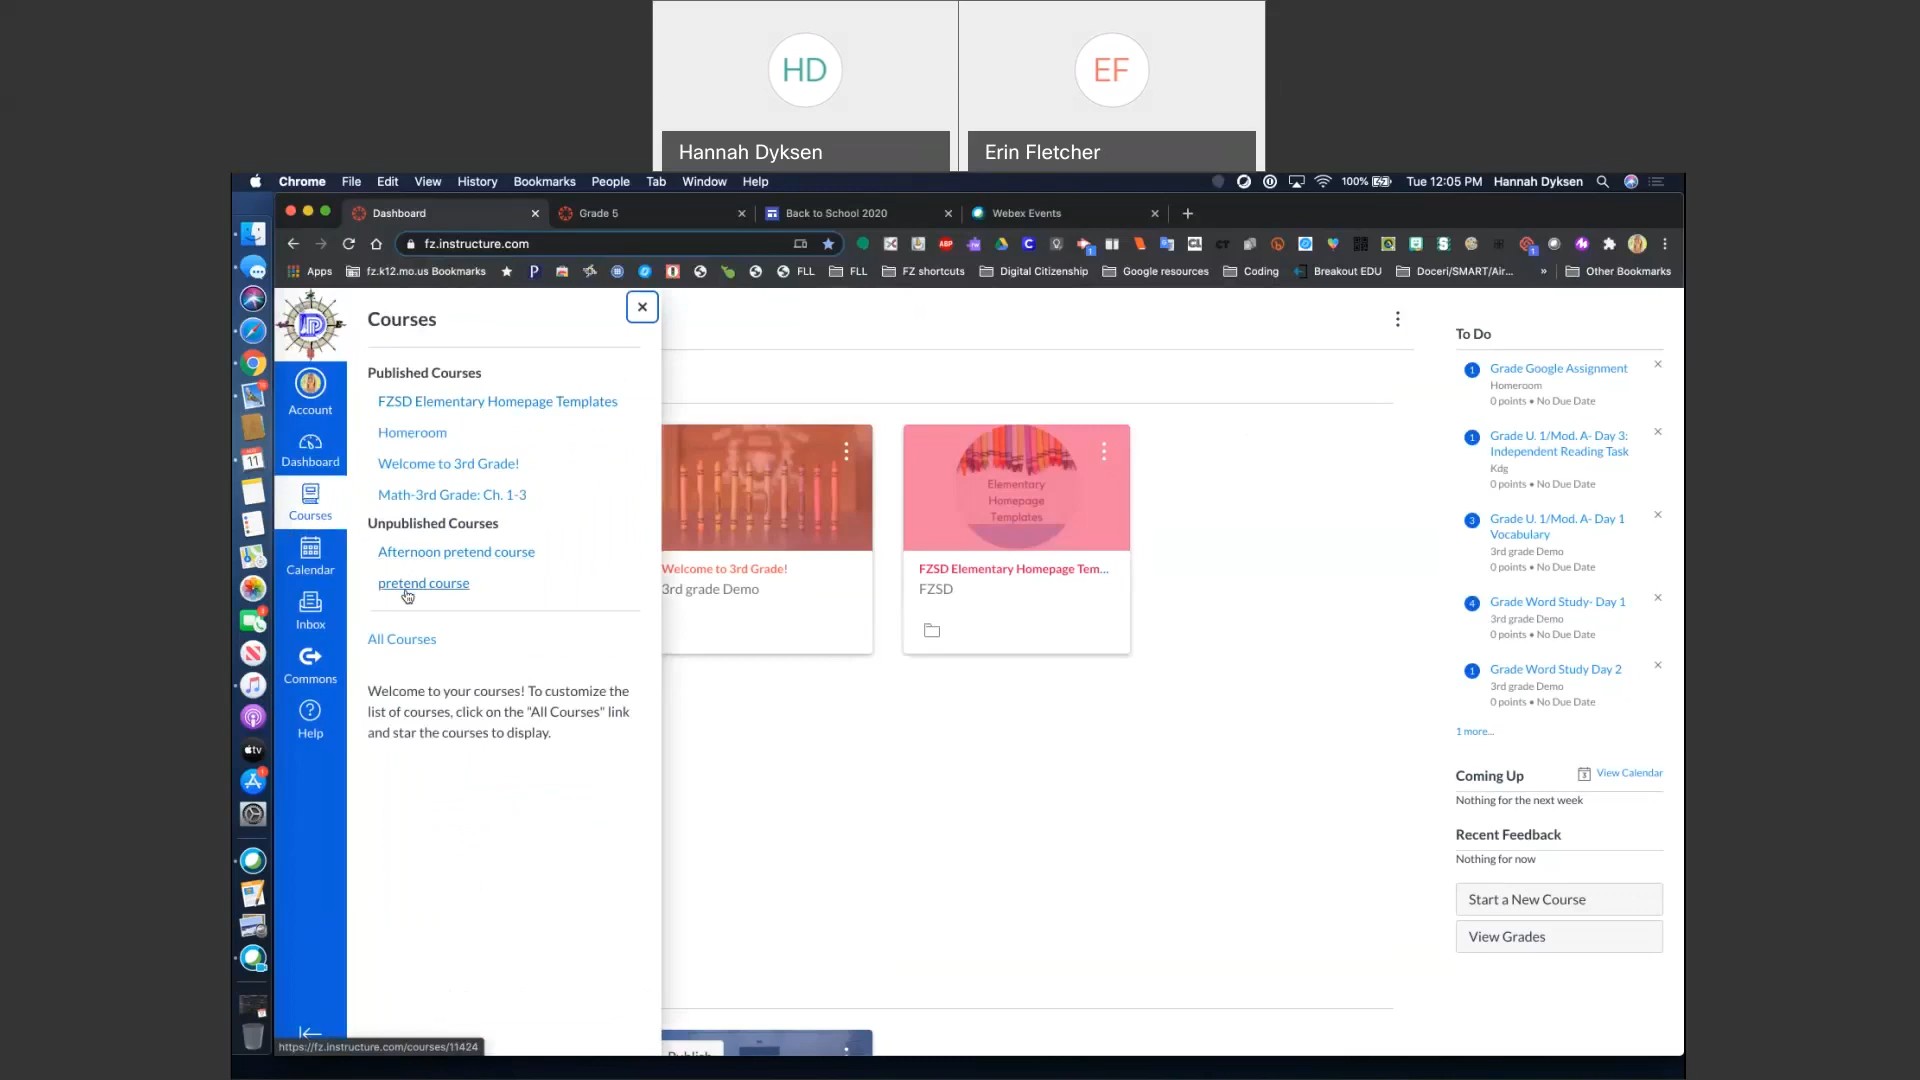 HD
EF
Hannah Dyksen
Erin Fletcher
Chrome File Edit View History Bookmarks People Tab Window Help
100% Tue 12:05 PM Hannah Dyksen
Dashboard
Grade 5
Back to School 2020
Webex Events
fz.instructure.com
Apps
fz.k12.mo.us Bookmarks
FLL
FLL
FZ shortcuts
Digital Citizenship
Google resources
Coding
Breakout EDU
Doceri/SMART/Air...
»
Other Bookmarks
Account
Dashboard
Courses
Calendar
Inbox
Commons
Help
Courses
Published Courses
FZSD Elementary Homepage Templates
Homeroom
Welcome to 3rd Grade!
Math-3rd Grade: Ch. 1-3
Unpublished Courses
Afternoon pretend course
pretend course
All Courses
Welcome to your courses! To customize the
list of courses, click on the "All Courses" link
and star the courses to display.
Welcome to 3rd Grade!
3rd grade Demo
Elementary
Homepage
Templates
FZSD Elementary Homepage Tem...
FZSD
To Do
1
Grade Google Assignment
Homeroom
0 points • No Due Date
1
Grade U. 1/Mod. A- Day 3:
Independent Reading Task
Kdg
0 points • No Due Date
3
Grade U. 1/Mod. A- Day 1
Vocabulary
3rd grade Demo
0 points • No Due Date
4
Grade Word Study- Day 1
3rd grade Demo
0 points • No Due Date
1
Grade Word Study Day 2
3rd grade Demo
0 points • No Due Date
1 more...
Coming Up
View Calendar
Nothing for the next week
Recent Feedback
Nothing for now
Start a New Course
View Grades
Publish
https://fz.instructure.com/courses/11424